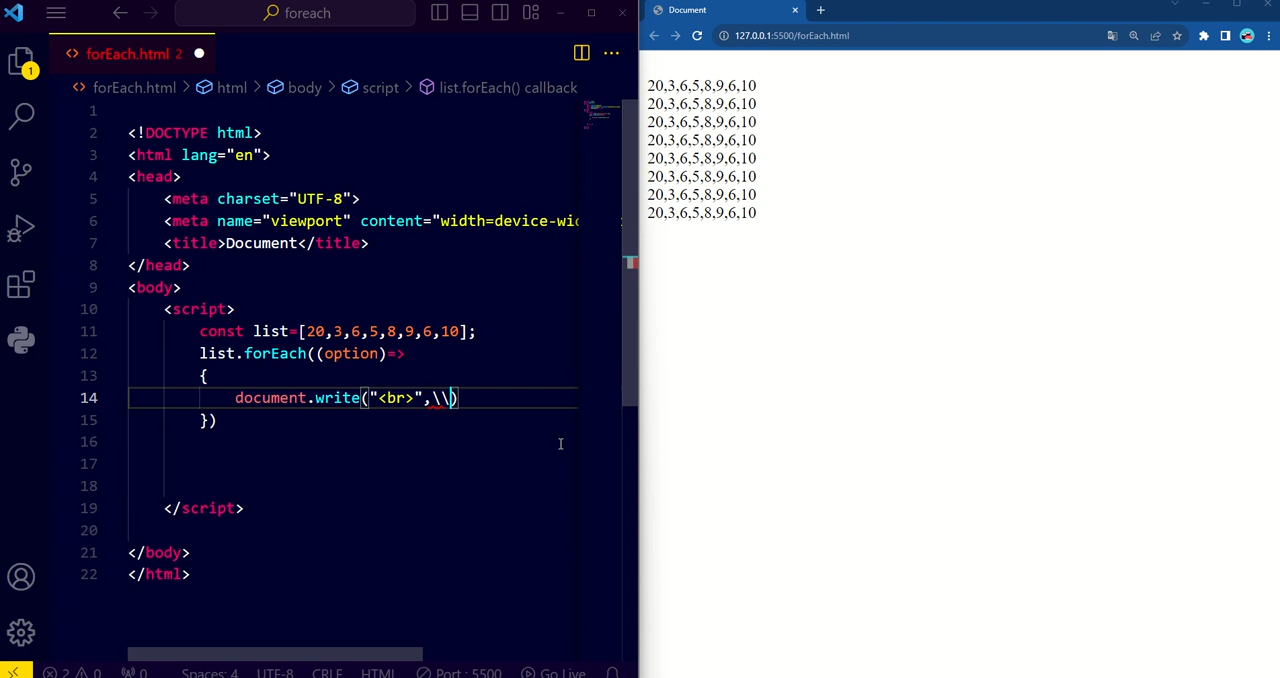 foreach
forEach.html 2
1
forEach.html > html > body > script > list.forEach() callback
1
2 <!DOCTYPE html>
3 <html lang="en">
4 <head>
5 <meta charset="UTF-8">
6 <meta name="viewport" content="width=device-wid
7 <title>Document</title>
8 </head>
9 <body>
10 <script>
11 const list=[20,3,6,5,8,9,6,10];
12 list.forEach((option)=>
13 {
14 document.write("<br>",\\)
15 })
16
17
18
19 </script>
20
21 </body>
22 </html>
2 0 0 Spaces: 4 UTF-8 CRLF HTML Port : 5500 Go Live
Document
127.0.0.1:5500/forEach.html
20,3,6,5,8,9,6,10
20,3,6,5,8,9,6,10
20,3,6,5,8,9,6,10
20,3,6,5,8,9,6,10
20,3,6,5,8,9,6,10
20,3,6,5,8,9,6,10
20,3,6,5,8,9,6,10
20,3,6,5,8,9,6,10